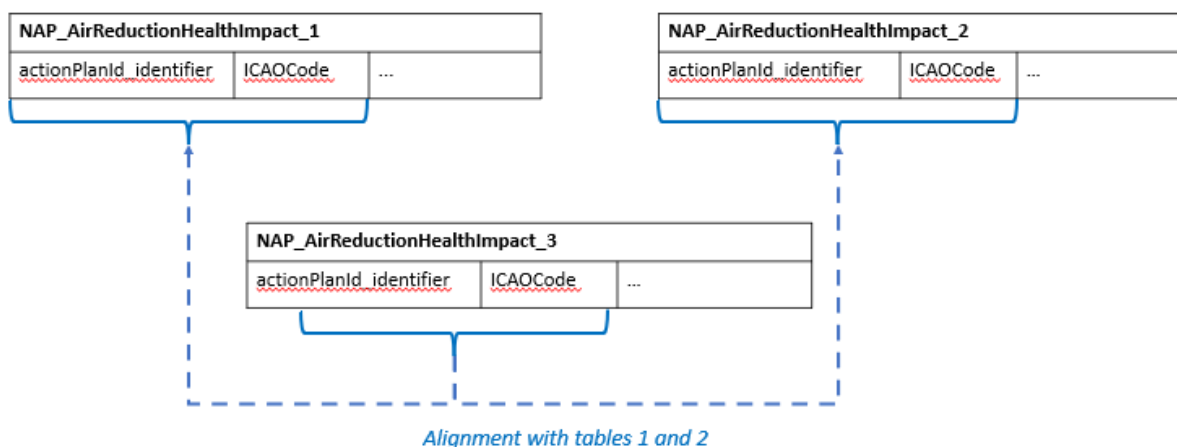 NAP_AirReductionHealthImpact_1
actionPlanId_identifier ICAOCode ...
NAP_AirReductionHealthImpact_2
actionPlanId_identifier ICAOCode ...
NAP_AirReductionHealthImpact_3
actionPlanId_identifier ICAOCode ...
Alignment with tables 1 and 2